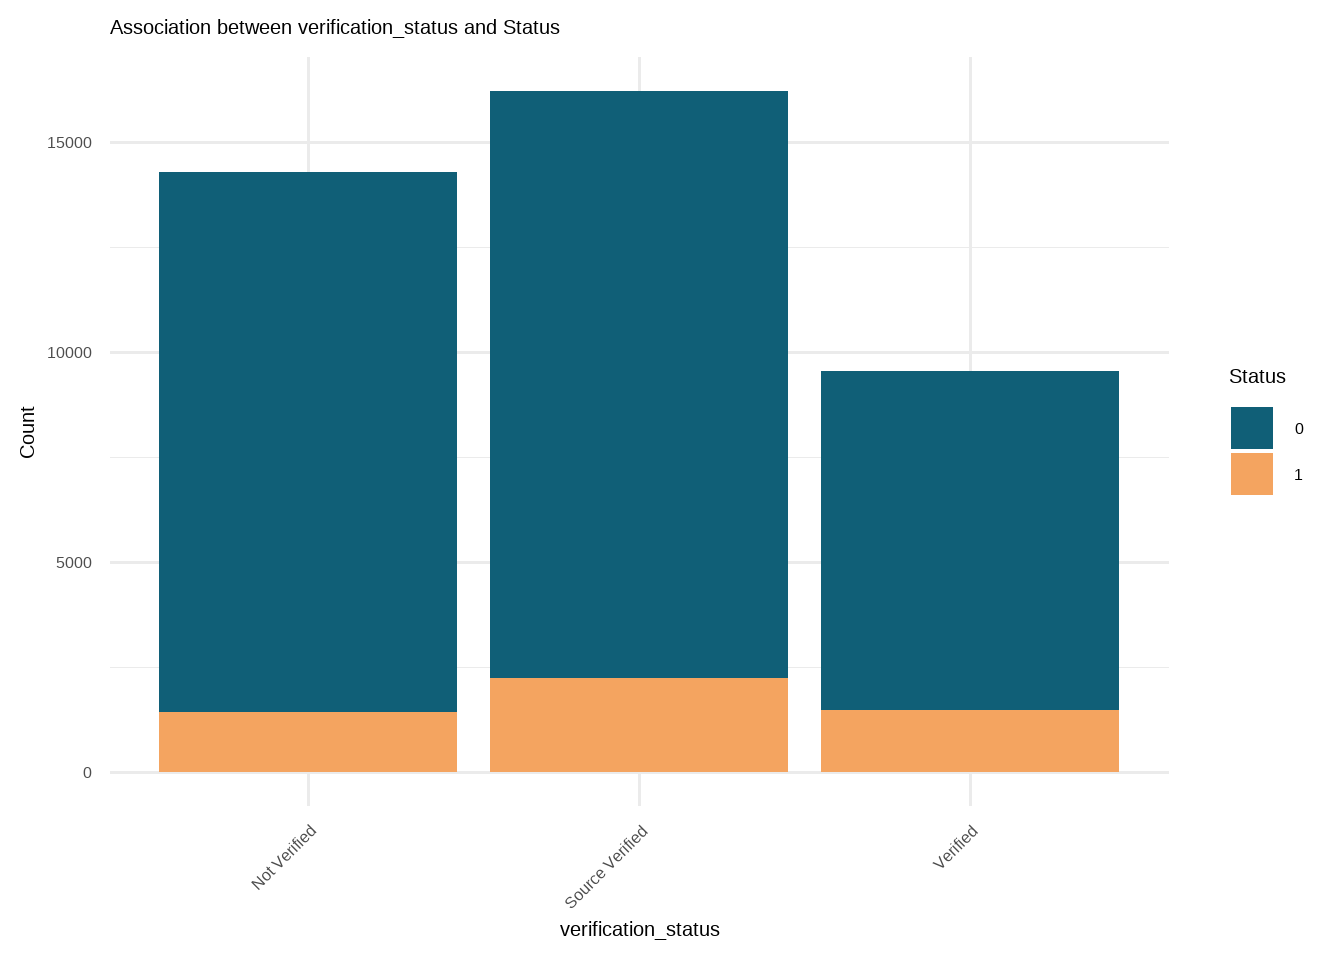 Association between verification_status and Status
15000
10000
5000
0
Count
Not Verified
Source Verified
Verified
verification_status
Status
0
1